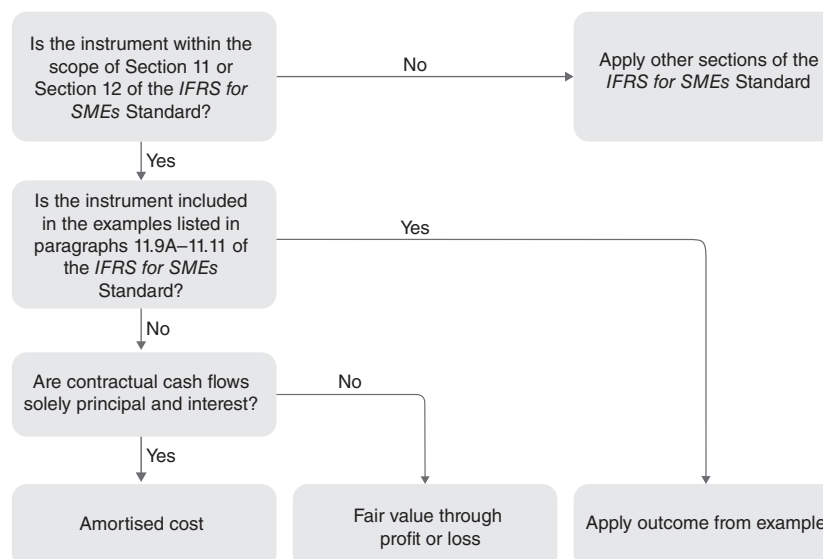 Is the instrument within the
scope of Section 11 or
Section 12 of the IFRS for
SMEs Standard?
No
Apply other sections of the
IFRS for SMEs Standard
Yes
Is the instrument included
in the examples listed in
paragraphs 11.9A–11.11 of
the IFRS for SMEs
Standard?
Yes
No
Are contractual cash flows
solely principal and interest?
No
Yes
Amortised cost
Fair value through
profit or loss
Apply outcome from example